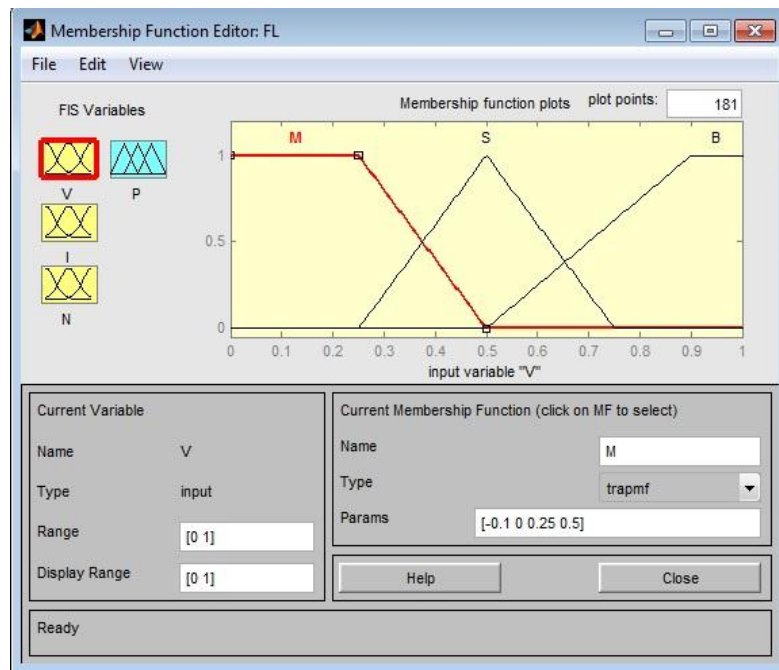 Membership Function Editor: FL
File Edit View
FIS Variables
Membership function plots plot points: 181
V P
I
N
M S B
1
0.5
0
0 0.1 0.2 0.3 0.4 0.5 0.6 0.7 0.8 0.9 1
input variable "V"
Current Variable
Name V
Type input
Range [0 1]
Display Range [0 1]
Current Membership Function (click on MF to select)
Name M
Type trapmf
Params [-0.1 0 0.25 0.5]
Help Close
Ready